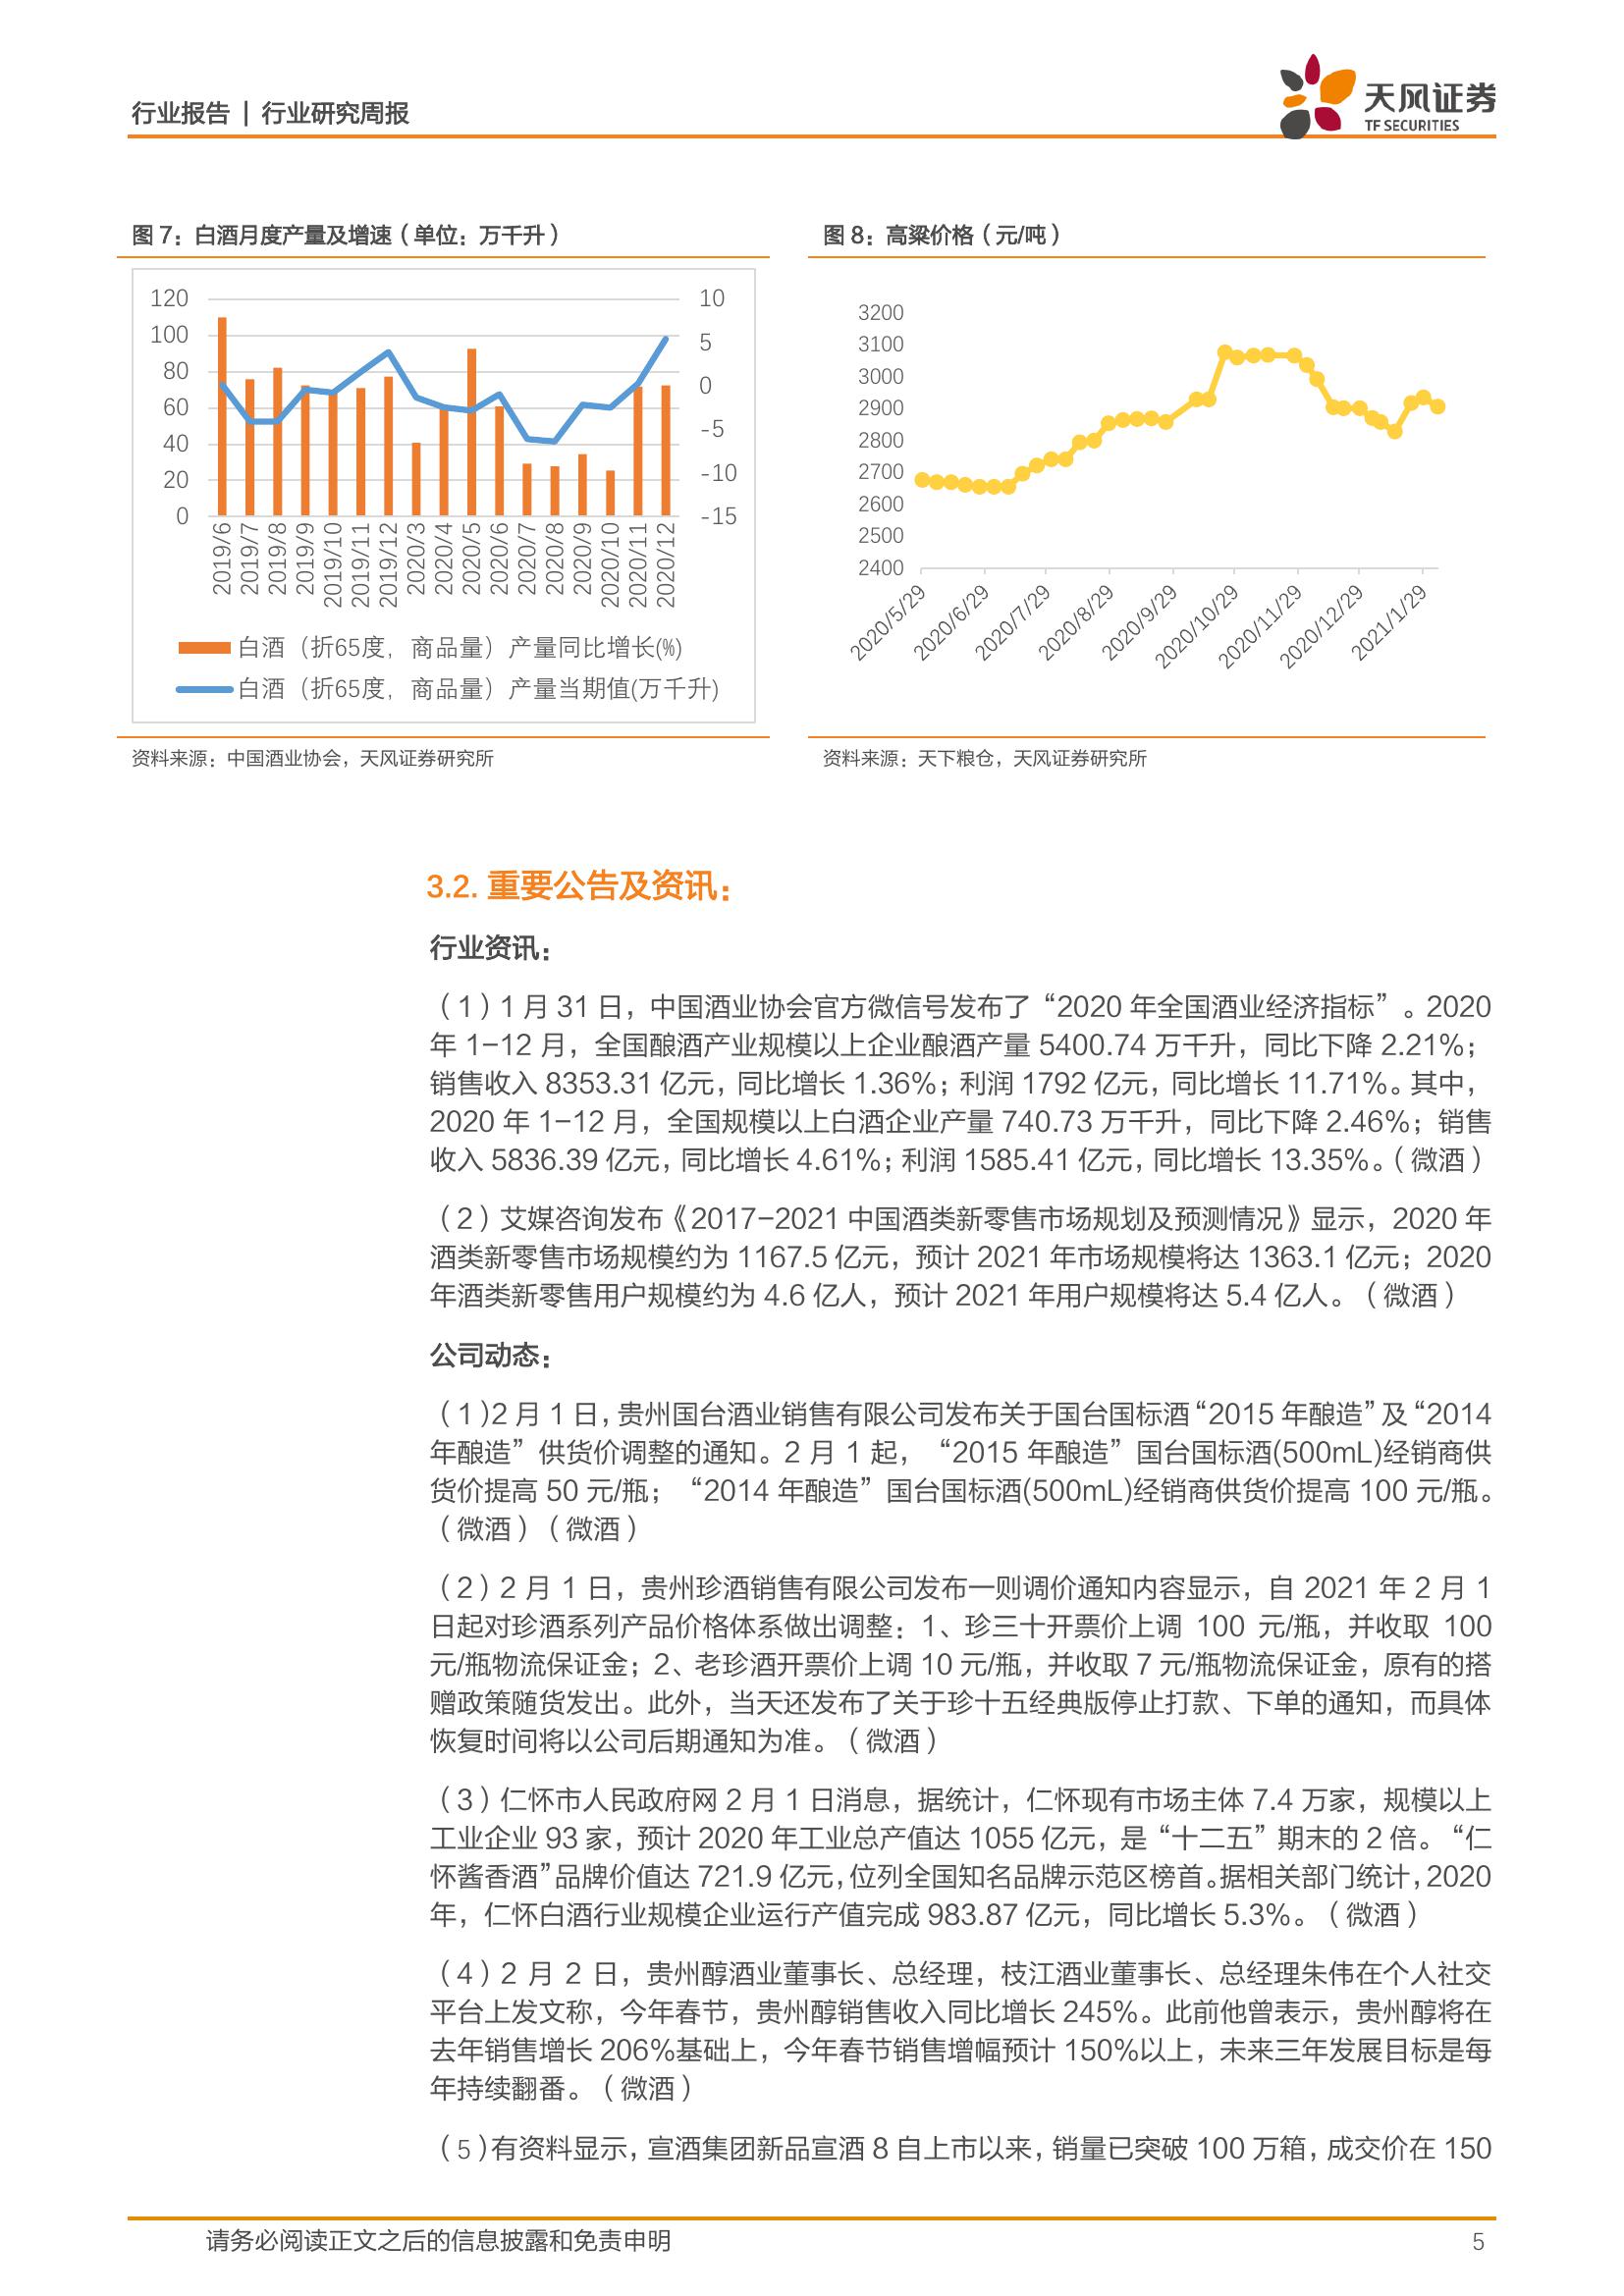 行业报告 | 行业研究周报
天风证券
TF SECURITIES
图 7：白酒月度产量及增速（单位：万千升）
120
100
80
60
40
20
0
10
5
0
-5
-10
-15
2019/6
2019/7
2019/8
2019/9
2019/10
2019/11
2019/12
2020/3
2020/4
2020/5
2020/6
2020/7
2020/8
2020/9
2020/10
2020/11
2020/12
白酒（折65度，商品量）产量同比增长(%)
白酒（折65度，商品量）产量当期值(万千升)
资料来源：中国酒业协会，天风证券研究所
图 8：高粱价格（元/吨）
3200
3100
3000
2900
2800
2700
2600
2500
2400
2020/5/29
2020/6/29
2020/7/29
2020/8/29
2020/9/29
2020/10/29
2020/11/29
2020/12/29
2021/1/29
资料来源：天下粮仓，天风证券研究所
3.2. 重要公告及资讯：
行业资讯：
（1）1 月 31 日，中国酒业协会官方微信号发布了“2020 年全国酒业经济指标”。2020
年 1-12 月，全国酿酒产业规模以上企业酿酒产量 5400.74 万千升，同比下降 2.21%；
销售收入 8353.31 亿元，同比增长 1.36%；利润 1792 亿元，同比增长 11.71%。其中，
2020 年 1-12 月，全国规模以上白酒企业产量 740.73 万千升，同比下降 2.46%；销售
收入 5836.39 亿元，同比增长 4.61%；利润 1585.41 亿元，同比增长 13.35%。（微酒）
（2）艾媒咨询发布《2017-2021 中国酒类新零售市场规划及预测情况》显示，2020 年
酒类新零售市场规模约为 1167.5 亿元，预计 2021 年市场规模将达 1363.1 亿元；2020
年酒类新零售用户规模约为 4.6 亿人，预计 2021 年用户规模将达 5.4 亿人。（微酒）
公司动态：
（1）2 月 1 日，贵州国台酒业销售有限公司发布关于国台国标酒“2015 年酿造”及“2014
年酿造”供货价调整的通知。2 月 1 起，“2015 年酿造”国台国标酒(500mL)经销商供
货价提高 50 元/瓶；“2014 年酿造”国台国标酒(500mL)经销商供货价提高 100 元/瓶。
（微酒）（微酒）
（2）2 月 1 日，贵州珍酒销售有限公司发布一则调价通知内容显示，自 2021 年 2 月 1
日起对珍酒系列产品价格体系做出调整：1、珍三十开票价上调 100 元/瓶，并收取 100
元/瓶物流保证金；2、老珍酒开票价上调 10 元/瓶，并收取 7 元/瓶物流保证金，原有的搭
赠政策随货发出。此外，当天还发布了关于珍十五经典版停止打款、下单的通知，而具体
恢复时间将以公司后期通知为准。（微酒）
（3）仁怀市人民政府网 2 月 1 日消息，据统计，仁怀现有市场主体 7.4 万家，规模以上
工业企业 93 家，预计 2020 年工业总产值达 1055 亿元，是“十二五”期末的 2 倍。“仁
怀酱香酒”品牌价值达 721.9 亿元，位列全国知名品牌示范区榜首。据相关部门统计，2020
年，仁怀白酒行业规模企业运行产值完成 983.87 亿元，同比增长 5.3%。（微酒）
（4）2 月 2 日，贵州醇酒业董事长、总经理，枝江酒业董事长、总经理朱伟在个人社交
平台上发文称，今年春节，贵州醇销售收入同比增长 245%。此前他曾表示，贵州醇将在
去年销售增长 206%基础上，今年春节销售增幅预计 150%以上，未来三年发展目标是每
年持续翻番。（微酒）
（5）有资料显示，宣酒集团新品宣酒 8 自上市以来，销量已突破 100 万箱，成交价在 150
请务必阅读正文之后的信息披露和免责申明
5